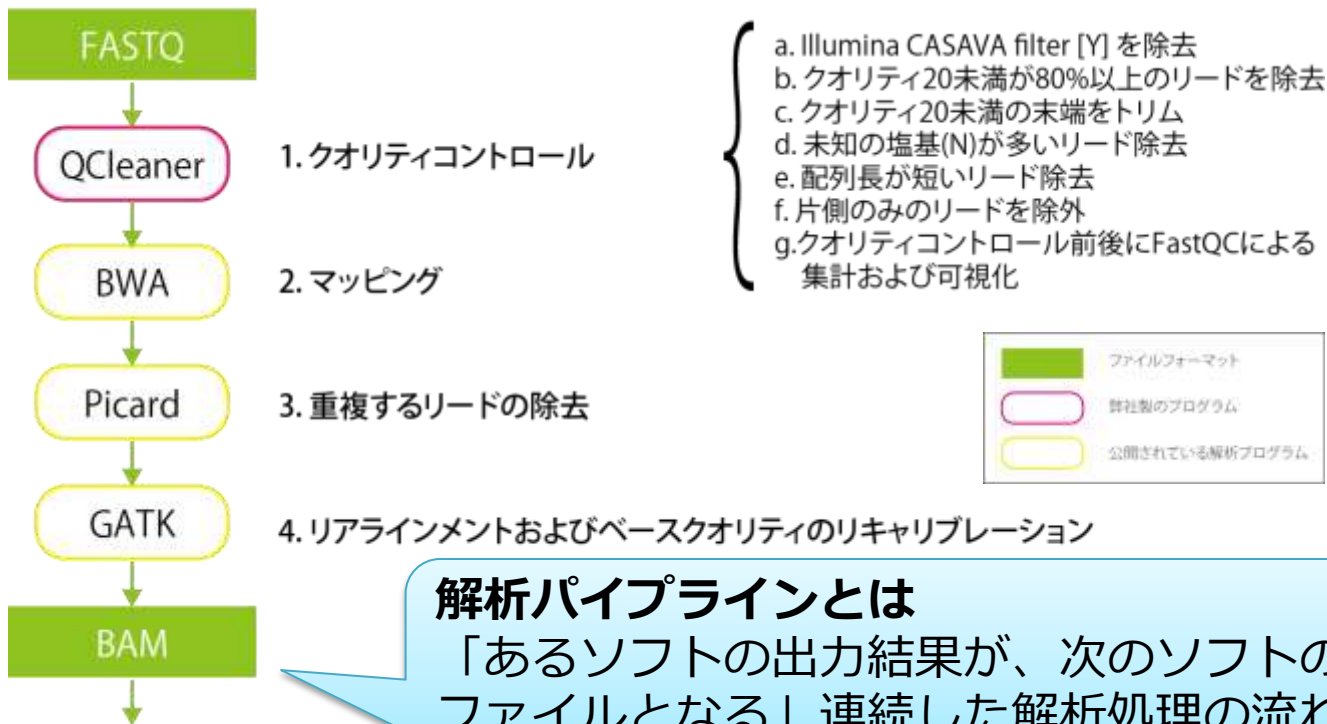 FASTQ
QCleaner
1. クオリティコントロール
a. Illumina CASAVA filter [Y] を除去
b. クオリティ20未満が80%以上のリードを除去
c. クオリティ20未満の末端をトリム
d. 未知の塩基(N)が多いリード除去
e. 配列長が短いリード除去
f. 片側のみのリードを除外
g.クオリティコントロール前後にFastQCによる
集計および可視化
BWA
2. マッピング
Picard
3. 重複するリードの除去
ファイルフォーマット
弊社製のプログラム
公開されている解析プログラム
GATK
4. リアラインメントおよびベースクオリティのリキャリブレーション
BAM
解析パイプラインとは
「あるソフトの出力結果が、次のソフトの
ファイルとなる」連続した解析処理の流れ